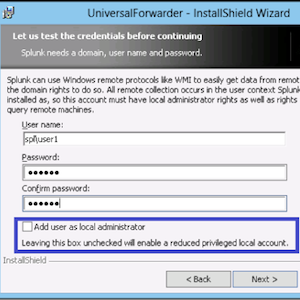 UniversalForwarder - InstallShield Wizard
Let us test the credentials before continuing
Splunk needs a domain, user name and password.
Splunk can use Windows remote protocols like WMI to easily get data from remot
the domain rights to do so. All remote collection occurs in the user context Splunk
installed as, so this account must have local administrator rights as well as rights
query remote machines.
User name:
spl\user1
Password:
••••••
Confirm password:
••••••
Add user as local administrator
Leaving this box unchecked will enable a reduced privileged local account.
InstallShield
< Back
Next >